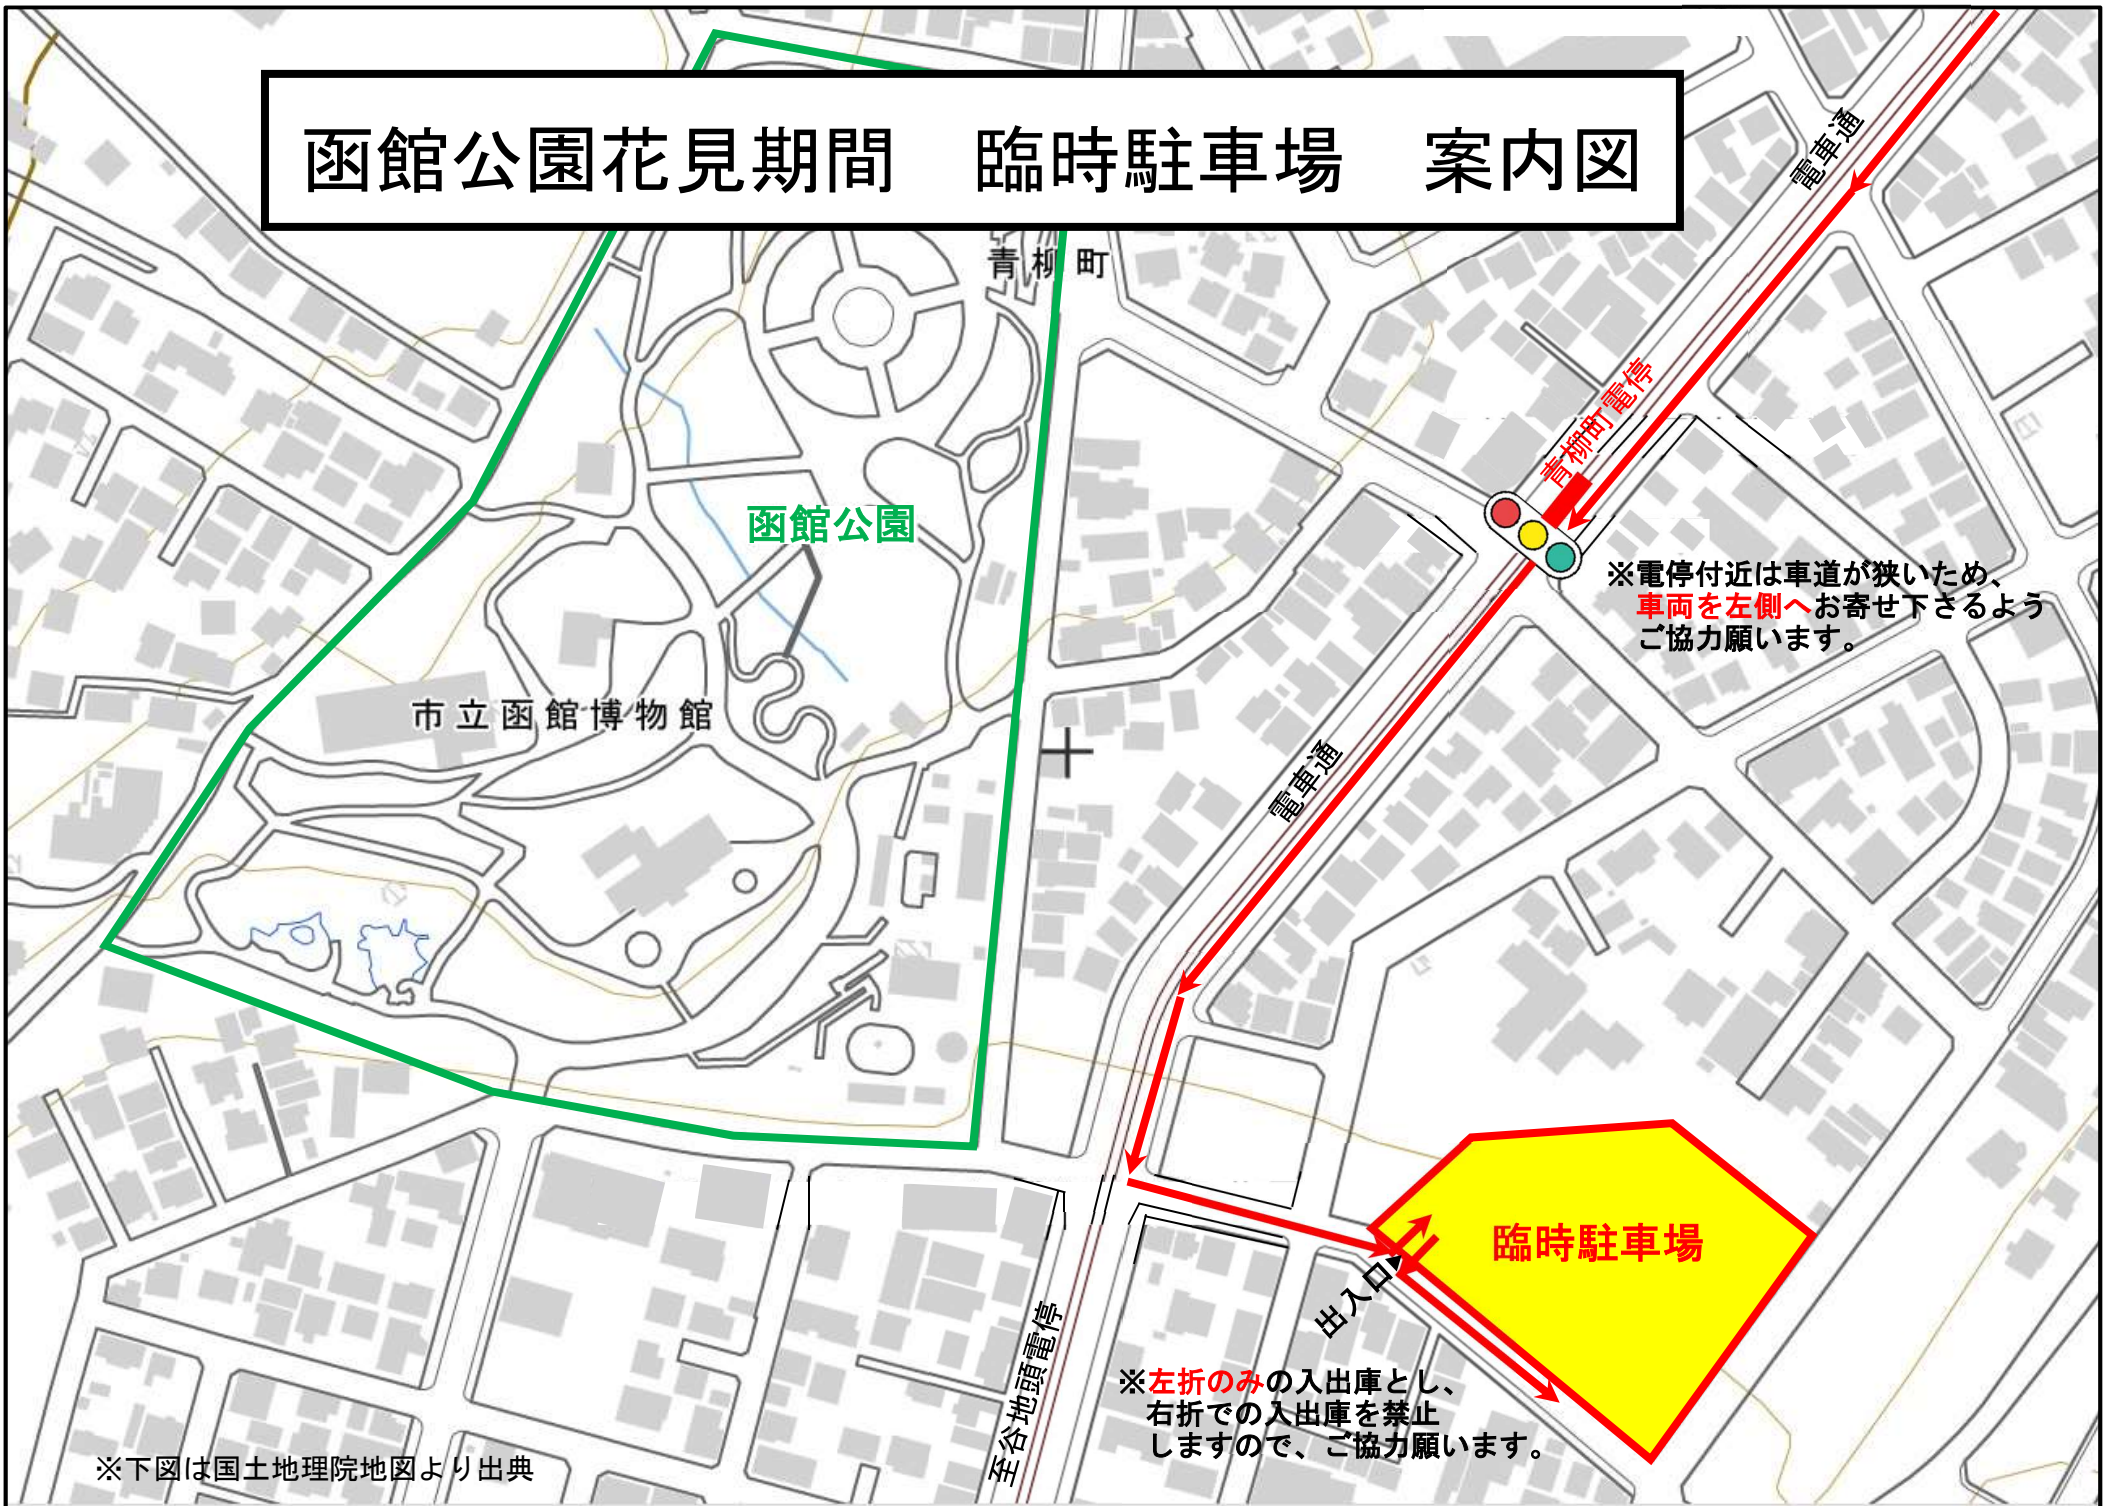 函館公園花見期間　臨時駐車場　案内図
電車通
青柳町
青柳町電停
函館公園
※電停付近は車道が狭いため、
車両を左側へお寄せ下さるよう
ご協力願います。
市立函館博物館
電車通
臨時駐車場
出入口
至谷地頭電停
※左折のみの入出庫とし、
右折での入出庫を禁止
しますので、ご協力願います。
※下図は国土地理院地図より出典